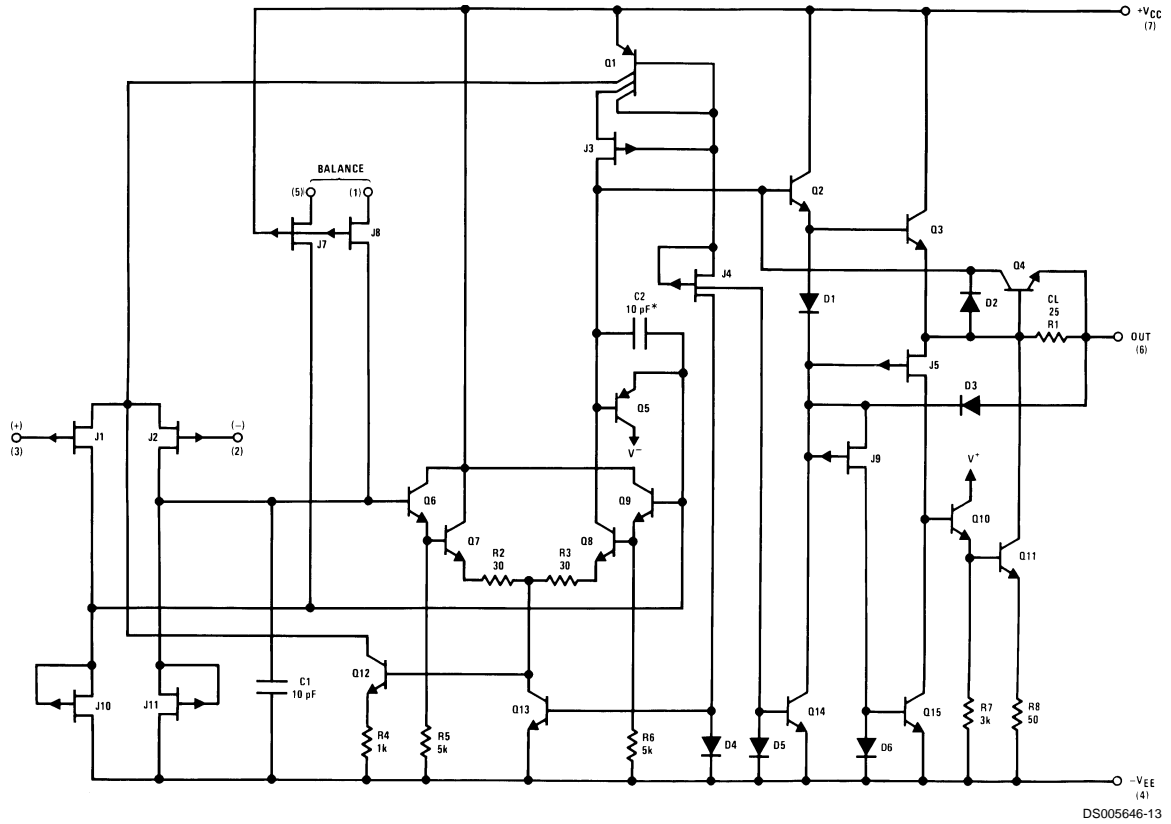 +VCC
(7)
Q1
J3
BALANCE
(5)
(1)
J7
J8
Q2
Q3
J4
Q4
C2
10 pF*
D1
D2
CL
25
R1
OUT
(6)
J5
Q5
V−
D3
(+)
(3)
J1
J2
(−)
(2)
J9
V+
Q6
Q9
Q7
Q8
Q10
R2
30
R3
30
Q11
Q12
C1
10 pF
J10
J11
Q13
Q14
Q15
R4
1k
R5
5k
R6
5k
D4
D5
D6
R7
3k
R8
50
−VEE
(4)
DS005646-13